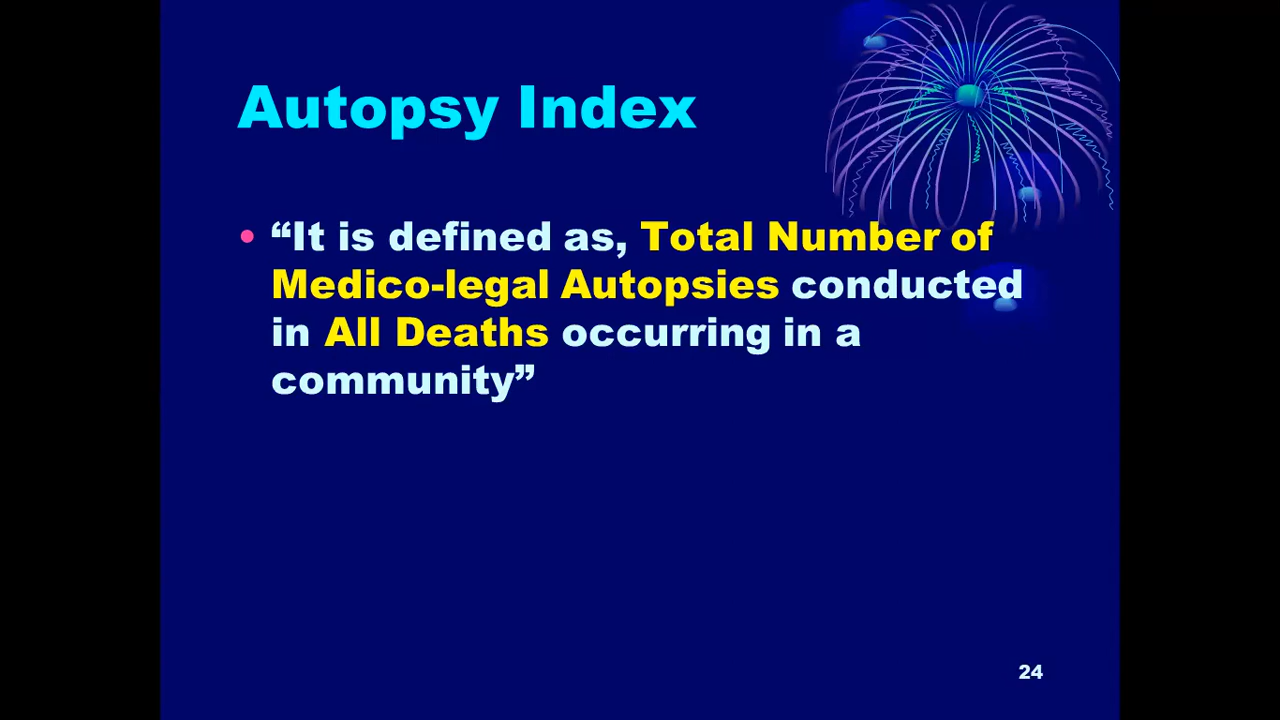 Autopsy Index
• “It is defined as, Total Number of
Medico-legal Autopsies conducted
in All Deaths occurring in a
community”
24